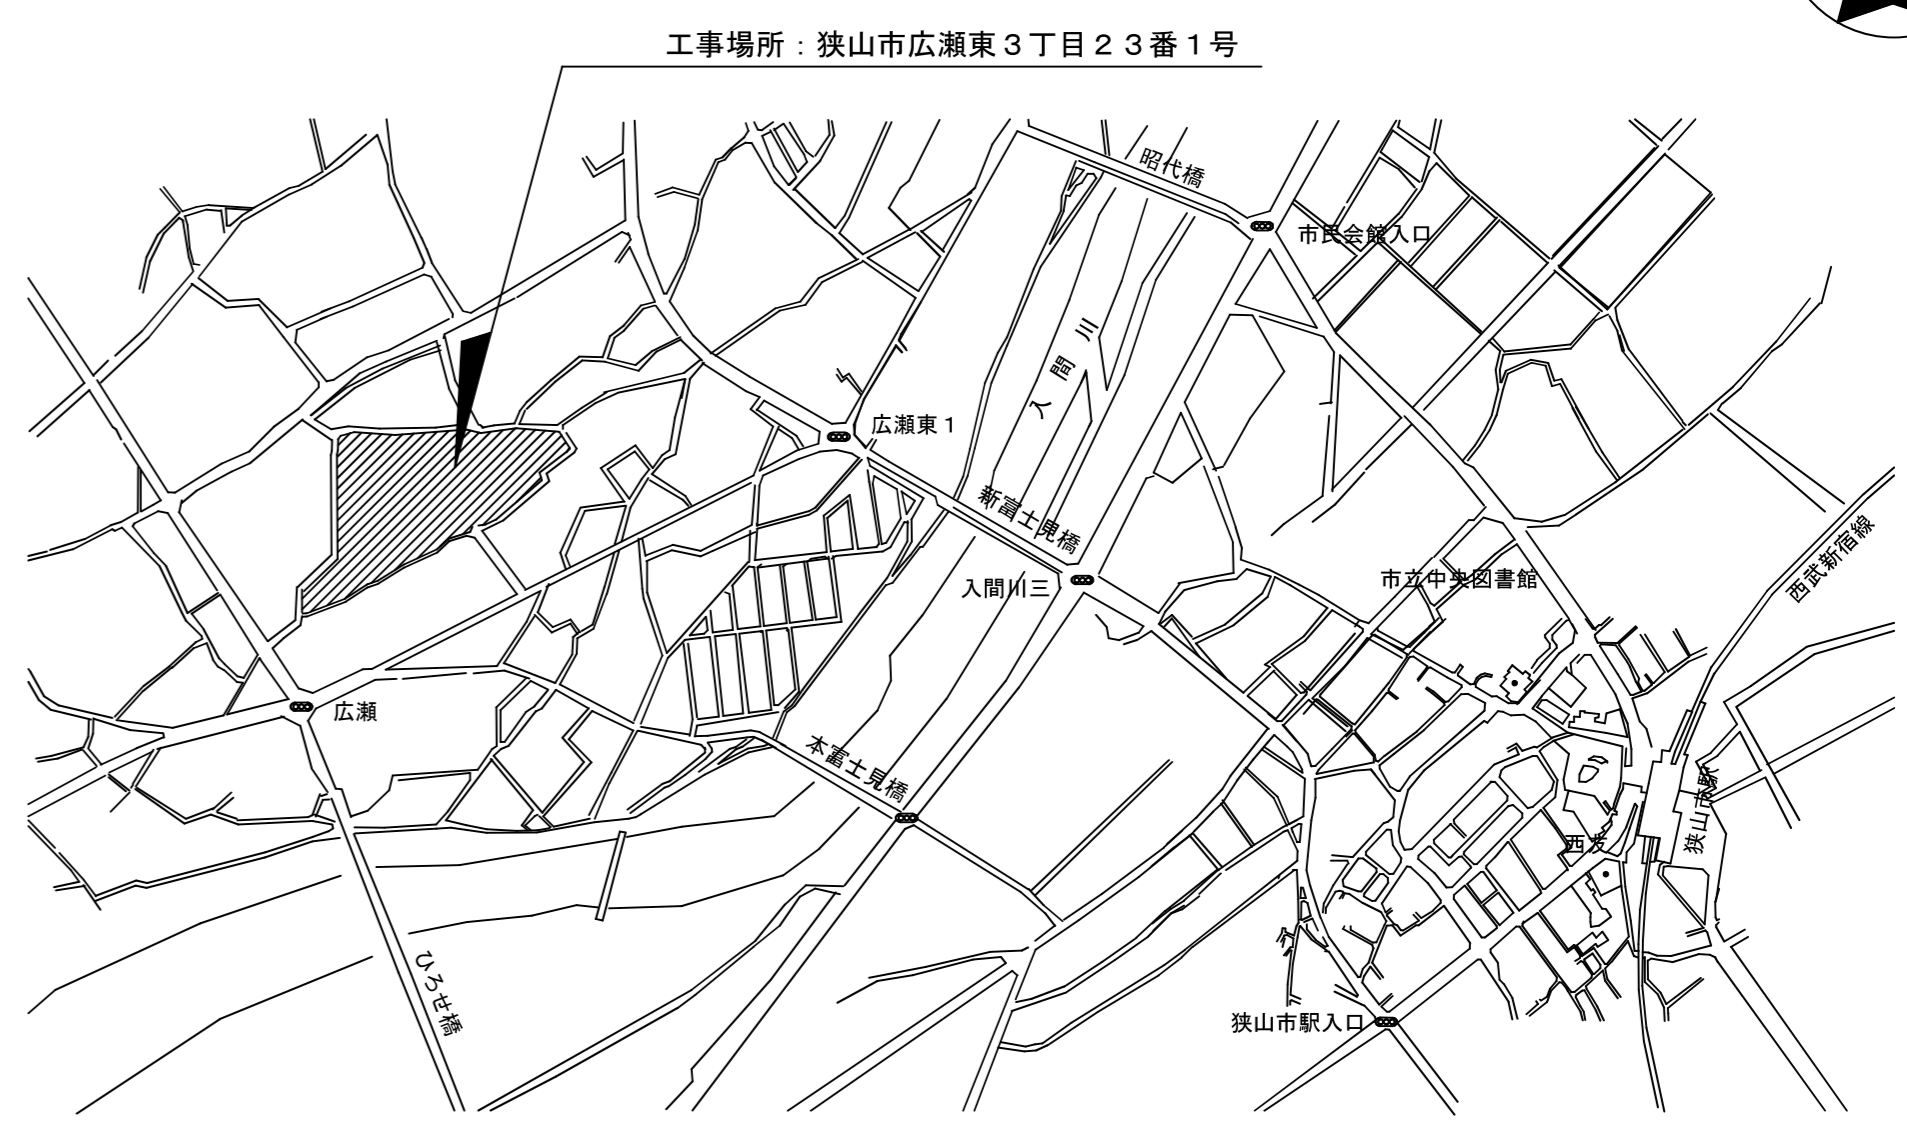 工事場所：狭山市広瀬東３丁目２３番１号
昭代橋
市民会館入口
入間川
広瀬東１
新富士見橋
西武新宿線
市立中央図書館
入間川三
広瀬
本富士見橋
狭山市駅
西友
ひろせ橋
狭山市駅入口